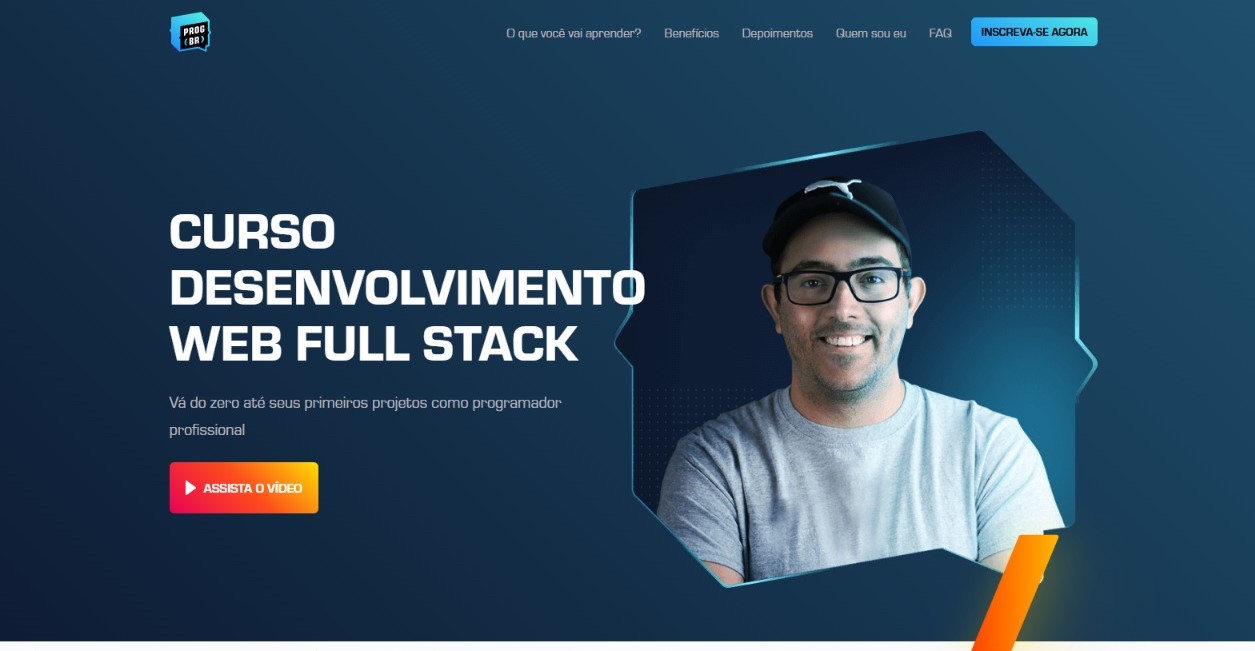 PROG
{BR}
O que você vai aprender?
Benefícios
Depoimentos
Quem sou eu
FAQ
INSCREVA-SE AGORA
CURSO
DESENVOLVIMENTO
WEB FULL STACK
Vá do zero até seus primeiros projetos como programador
profissional
ASSISTA O VÍDEO